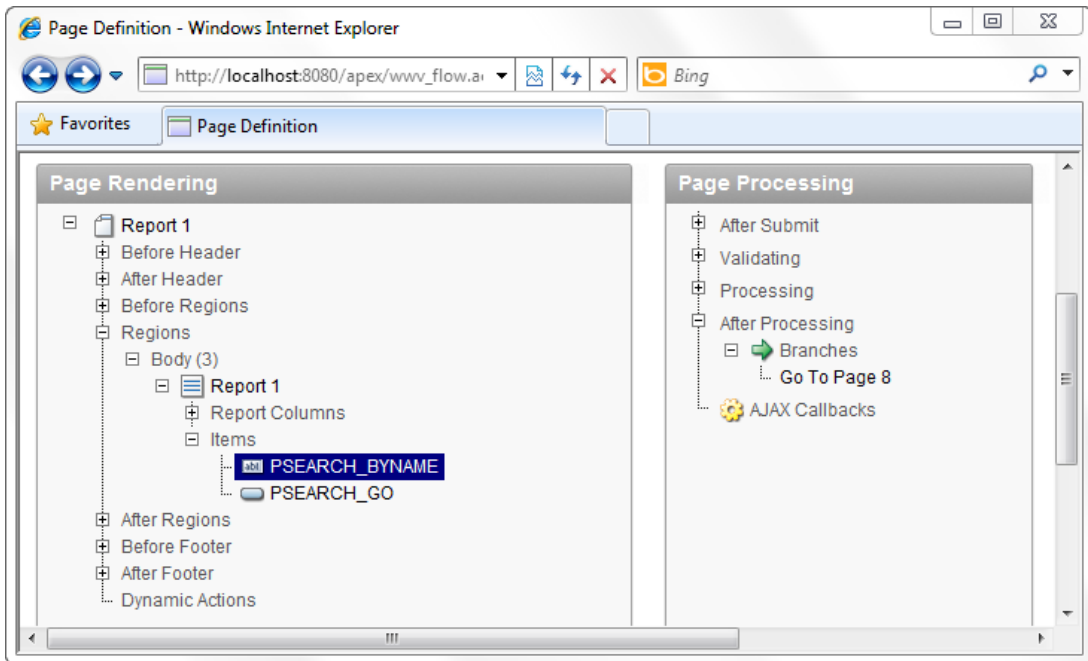 Page Definition - Windows Internet Explorer
http://localhost:8080/apex/wwv_flow.a
Bing
Favorites
Page Definition
Page Rendering
Report 1
Before Header
After Header
Before Regions
Regions
Body (3)
Report 1
Report Columns
Items
PSEARCH_BYNAME
PSEARCH_GO
After Regions
Before Footer
After Footer
Dynamic Actions
Page Processing
After Submit
Validating
Processing
After Processing
Branches
Go To Page 8
AJAX Callbacks